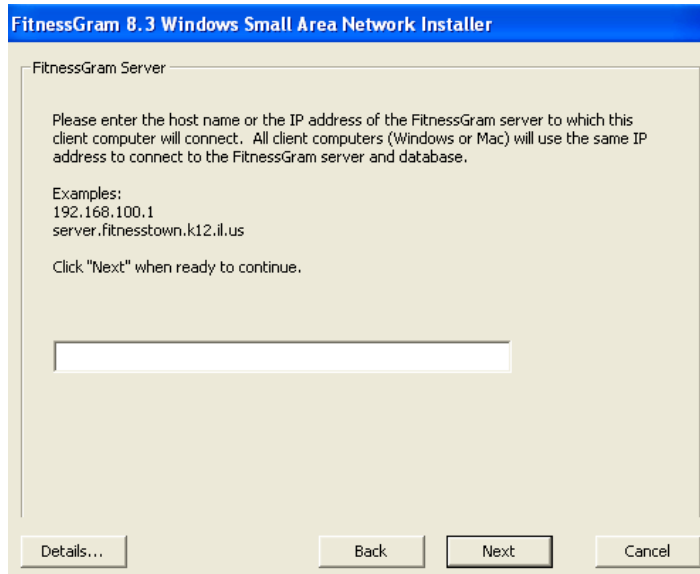 FitnessGram 8.3 Windows Small Area Network Installer
FitnessGram Server
Please enter the host name or the IP address of the FitnessGram server to which this
client computer will connect.  All client computers (Windows or Mac) will use the same IP
address to connect to the FitnessGram server and database.
Examples:
192.168.100.1
server.fitnesstown.k12.il.us
Click "Next" when ready to continue.
Details...
Back
Next
Cancel